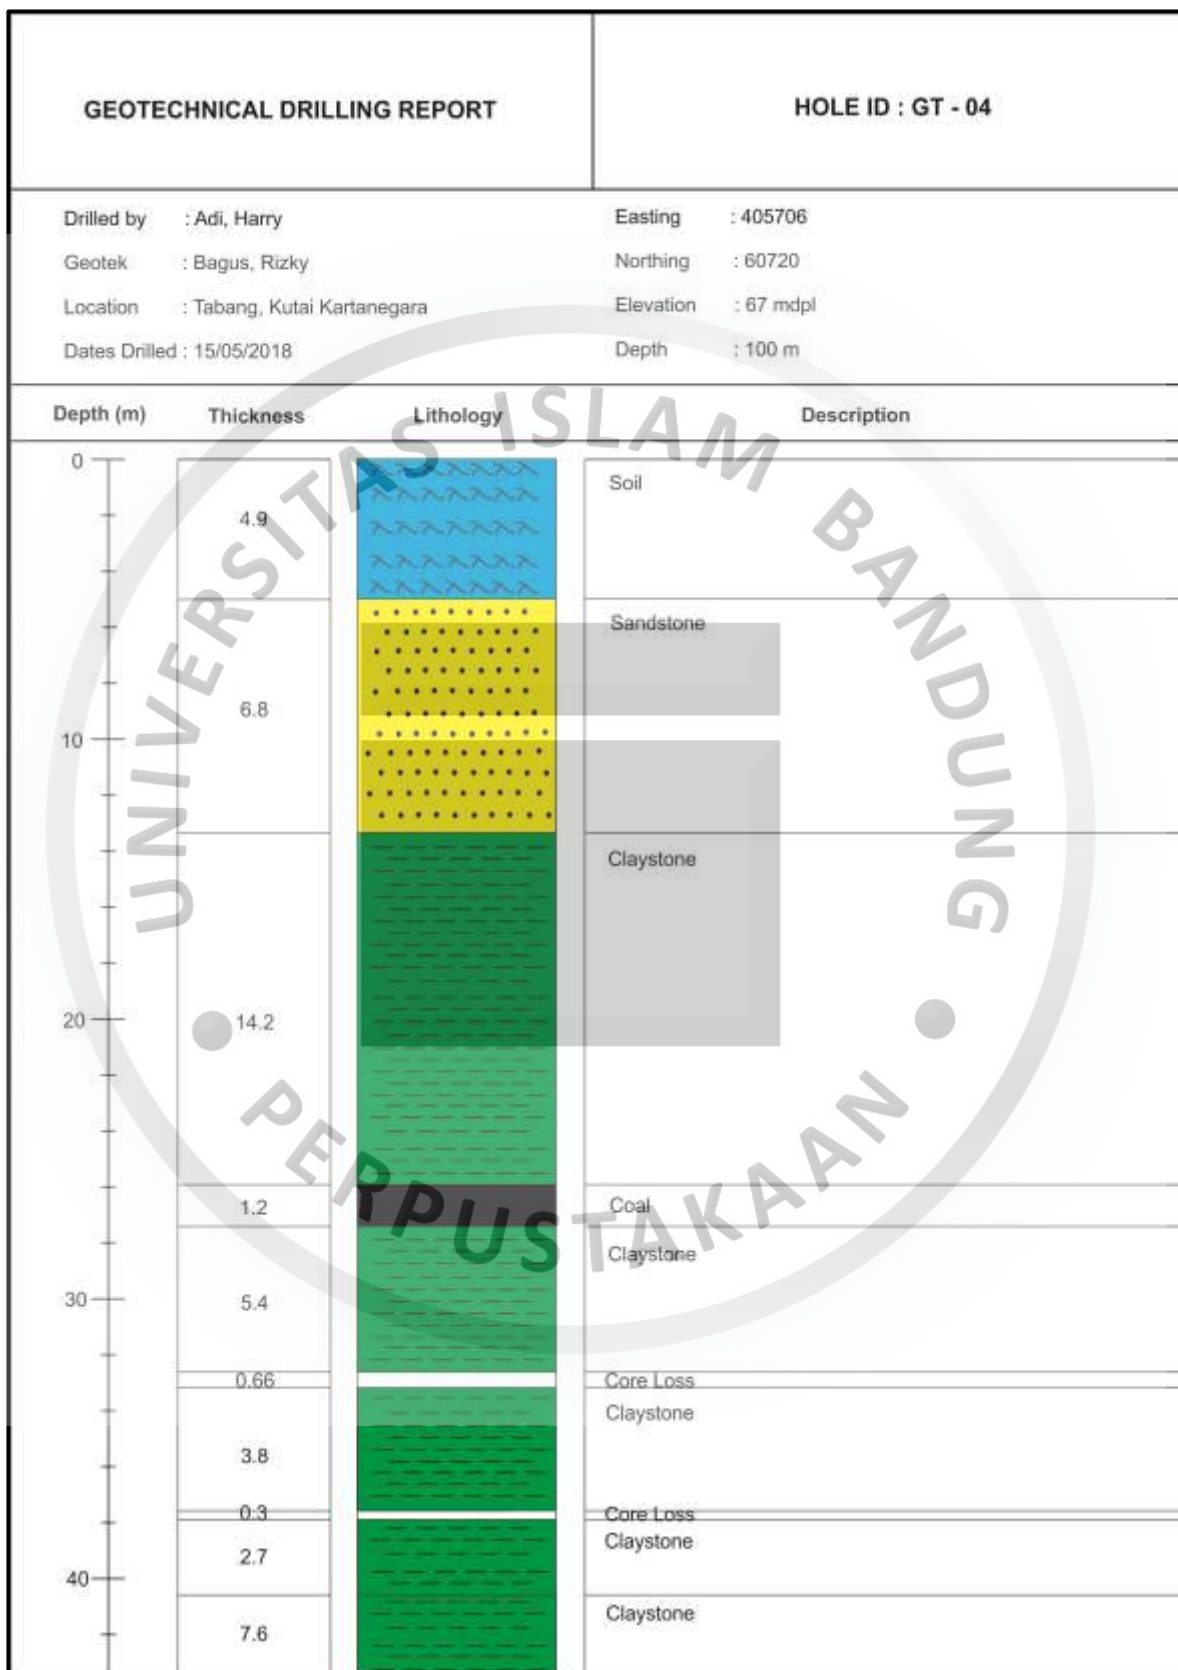 GEOTECHNICAL DRILLING REPORT
HOLE ID : GT - 04
Drilled by : Adi, Harry
Easting : 405706
Geotek : Bagus, Rizky
Northing : 60720
Location : Tabang, Kutai Kartanegara
Elevation : 67 mdpl
Dates Drilled : 15/05/2018
Depth : 100 m
Depth (m) Thickness Lithology Description
0
4.9 Soil
6.8 Sandstone
10
14.2 Claystone
20
1.2 Coal
5.4 Claystone
30
0.66 Core Loss
3.8 Claystone
0.3 Core Loss
2.7 Claystone
40
7.6 Claystone
UNIVERSITAS ISLAM BANDUNG
• PERPUSTAKAAN •